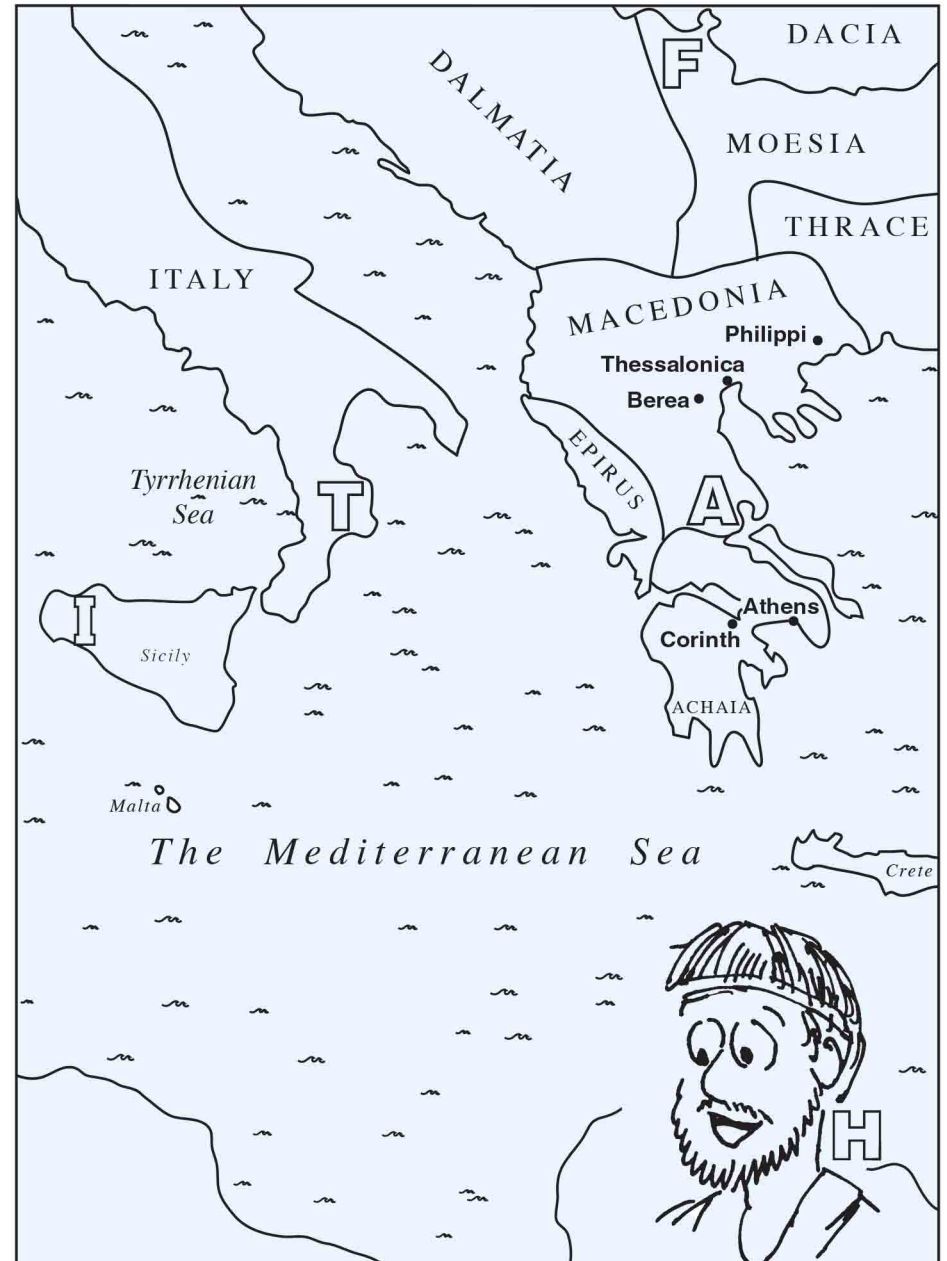 F
DACIA
DALMATIA
MOESIA
THRACE
ITALY
MACEDONIA
Philippi
Thessalonica
Berea
EPIRUS
Tyrrhenian
Sea
T
A
I
Athens
Sicily
Corinth
ACHAIA
Malta
The Mediterranean Sea
Crete
H